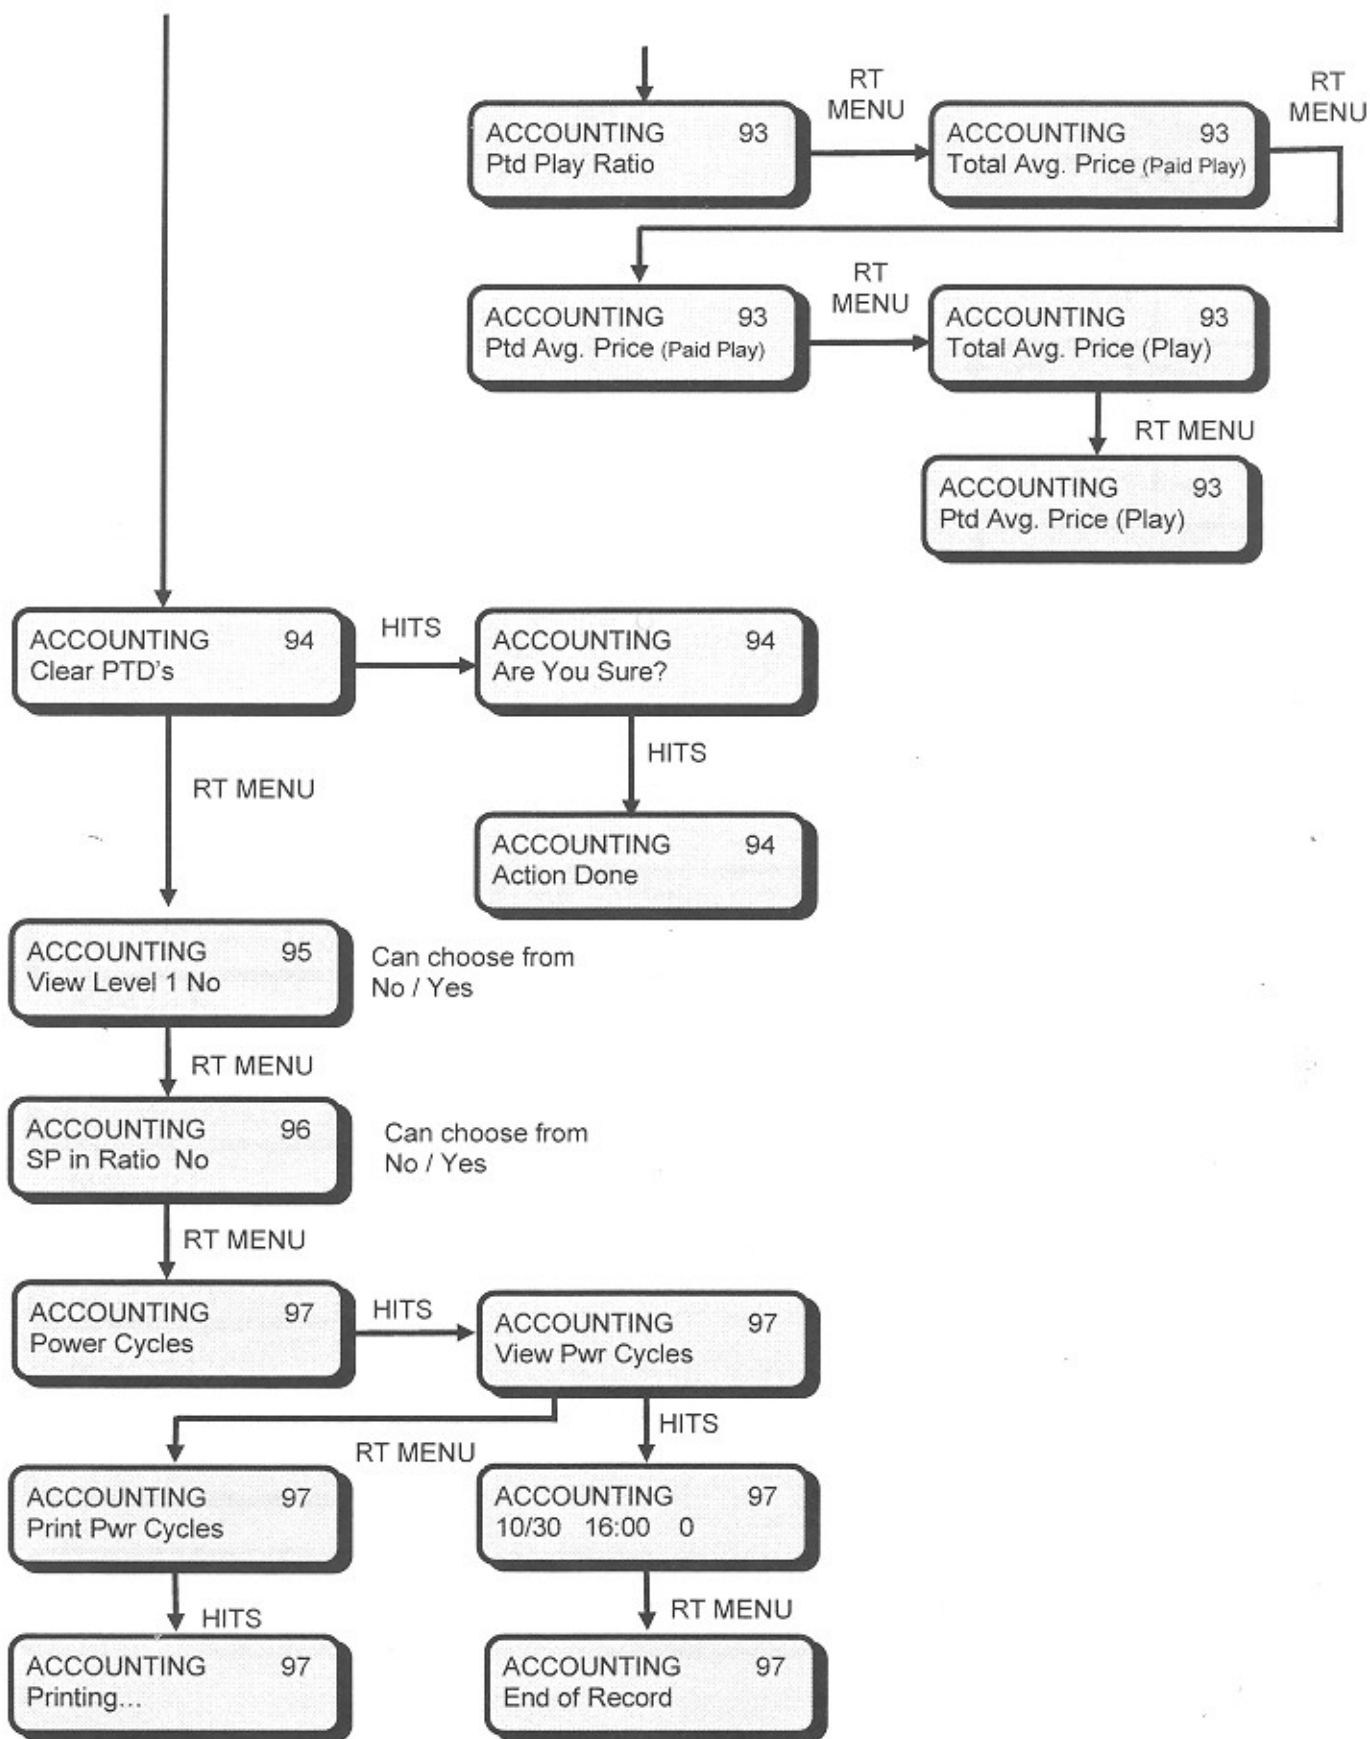 RT
MENU
RT
MENU
ACCOUNTING 93
Ptd Play Ratio
ACCOUNTING 93
Total Avg. Price (Paid Play)
RT
MENU
ACCOUNTING 93
Ptd Avg. Price (Paid Play)
ACCOUNTING 93
Total Avg. Price (Play)
RT MENU
ACCOUNTING 93
Ptd Avg. Price (Play)
ACCOUNTING 94
Clear PTD's
HITS
ACCOUNTING 94
Are You Sure?
HITS
RT MENU
ACCOUNTING 94
Action Done
ACCOUNTING 95
View Level 1 No
Can choose from
No / Yes
RT MENU
ACCOUNTING 96
SP in Ratio No
Can choose from
No / Yes
RT MENU
ACCOUNTING 97
Power Cycles
HITS
ACCOUNTING 97
View Pwr Cycles
RT MENU
HITS
ACCOUNTING 97
Print Pwr Cycles
ACCOUNTING 97
10/30 16:00 0
HITS
RT MENU
ACCOUNTING 97
Printing...
ACCOUNTING 97
End of Record